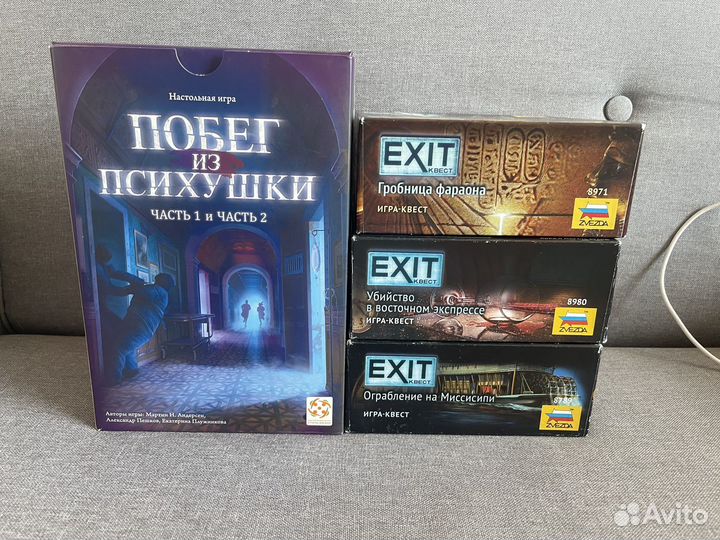 Настольная игра
ПОБЕГ
ИЗ
ПСИХУШКИ
ЧАСТЬ 1 и ЧАСТЬ 2
Авторы игры: Мартин И. Андерсен,
Александр Пешков, Екатерина Плужникова
EXIT
КВЕСТ
Гробница фараона
ИГРА-КВЕСТ
8971
ZVEZDA
EXIT
КВЕСТ
Убийство
в восточном экспрессе
ИГРА-КВЕСТ
8980
ZVEZDA
EXIT
КВЕСТ
Ограбление на Миссисипи
ИГРА-КВЕСТ
8789
ZVEZDA
Avito